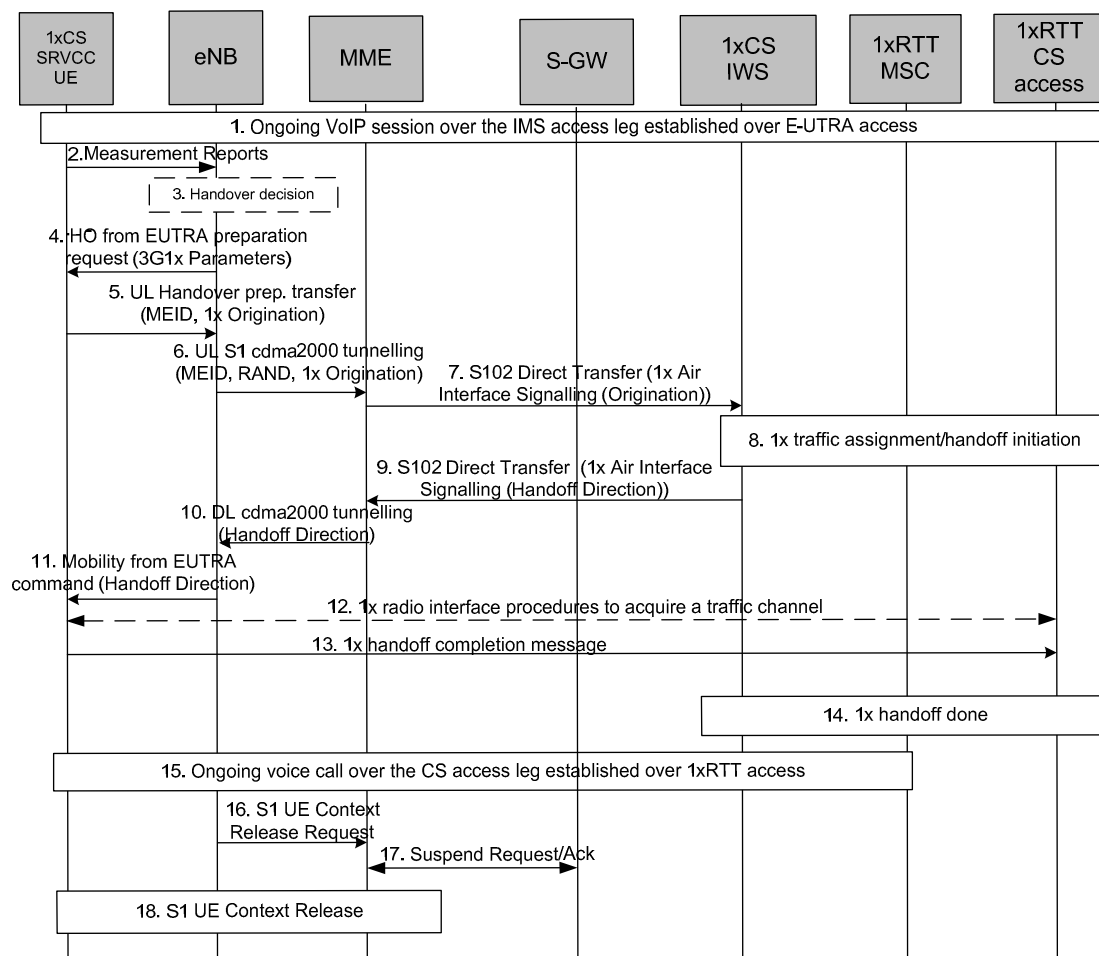 1xCS
SRVCC
UE
eNB
MME
S-GW
1xCS
IWS
1xRTT
MSC
1xRTT
CS
access
1. Ongoing VoIP session over the IMS access leg established over E-UTRA access
2.Measurement Reports
3. Handover decision
4. HO from EUTRA preparation
request (3G1x Parameters)
5. UL Handover prep. transfer
(MEID, 1x Origination)
6. UL S1 cdma2000 tunnelling
(MEID, RAND, 1x Origination)
7. S102 Direct Transfer (1x Air
Interface Signalling (Origination))
8. 1x traffic assignment/handoff initiation
9. S102 Direct Transfer (1x Air Interface
Signalling (Handoff Direction))
10. DL cdma2000 tunnelling
(Handoff Direction)
11. Mobility from EUTRA
command (Handoff Direction)
12. 1x radio interface procedures to acquire a traffic channel
13. 1x handoff completion message
14. 1x handoff done
15. Ongoing voice call over the CS access leg established over 1xRTT access
16. S1 UE Context
Release Request
17. Suspend Request/Ack
18. S1 UE Context Release